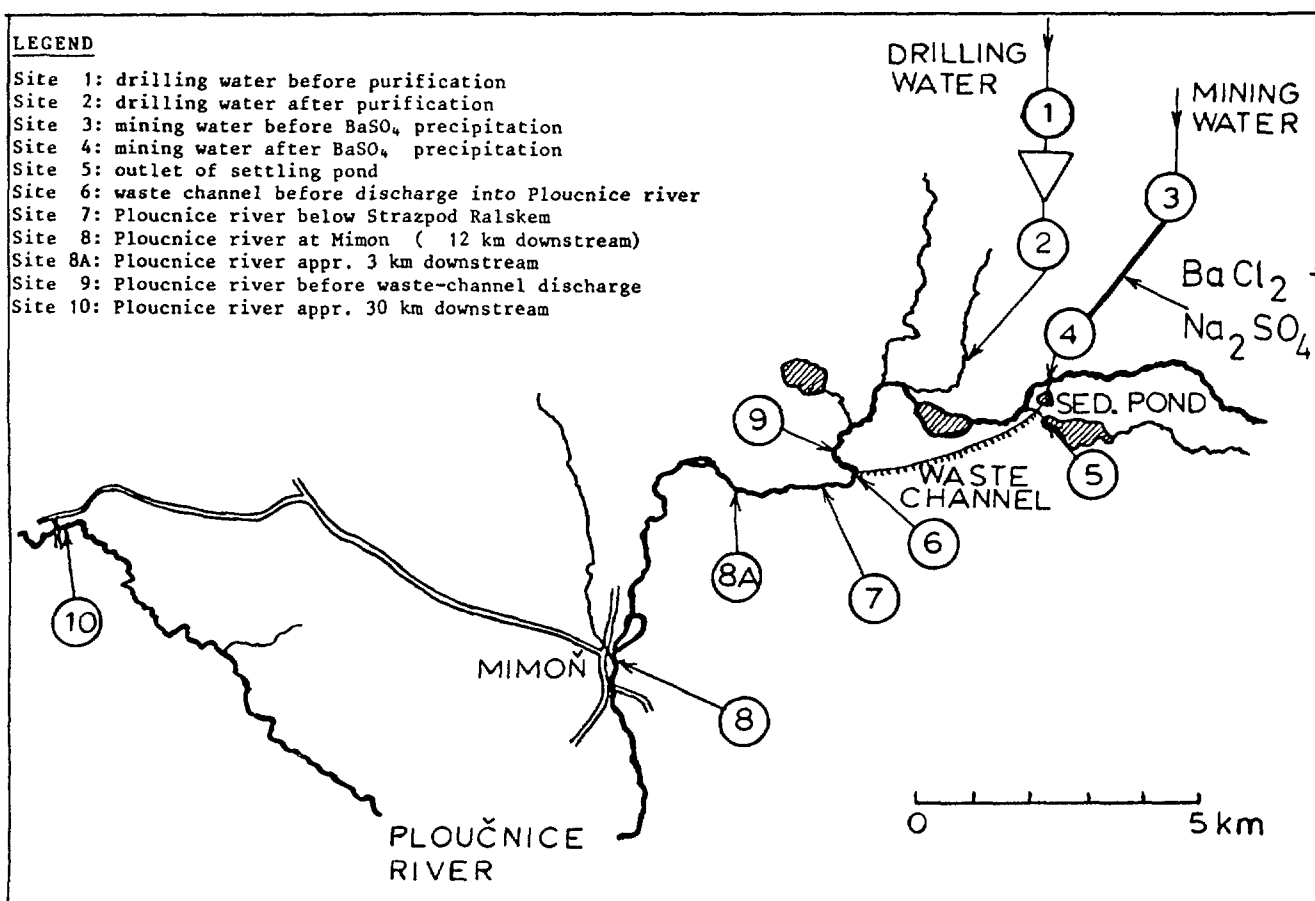 LEGEND
Site 1: drilling water before purification
Site 2: drilling water after purification
Site 3: mining water before BaSO₄ precipitation
Site 4: mining water after BaSO₄ precipitation
Site 5: outlet of settling pond
Site 6: waste channel before discharge into Ploucnice river
Site 7: Ploucnice river below Strazpod Ralskem
Site 8: Ploucnice river at Mimon ( 12 km downstream)
Site 8A: Ploucnice river appr. 3 km downstream
Site 9: Ploucnice river before waste-channel discharge
Site 10: Ploucnice river appr. 30 km downstream
DRILLING
WATER
MINING
WATER
1
2
3
BaCl₂
Na₂SO₄
4
SED. POND
9
5
WASTE
CHANNEL
6
8A
7
10
MIMOŇ
8
PLOUČNICE
RIVER
0 5 km